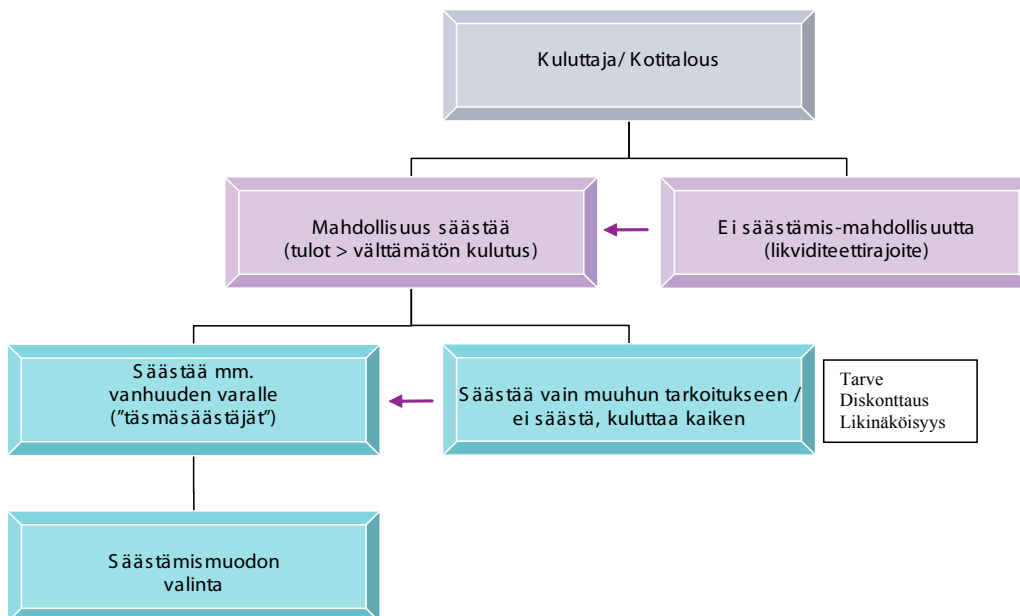 Kuluttaja/ Kotitalous
Mahdollisuus säästää
(tulot > välttämätön kulutus)
Ei säästämis-mahdollisuutta
(likviditeettirajoite)
Säästää mm.
vanhuuden varalle
("täsmäsäästäjät")
Säästää vain muuhun tarkoitukseen /
ei säästä, kuluttaa kaiken
Tarve
Diskonttaus
Likinäköisyys
Säästämismuodon
valinta